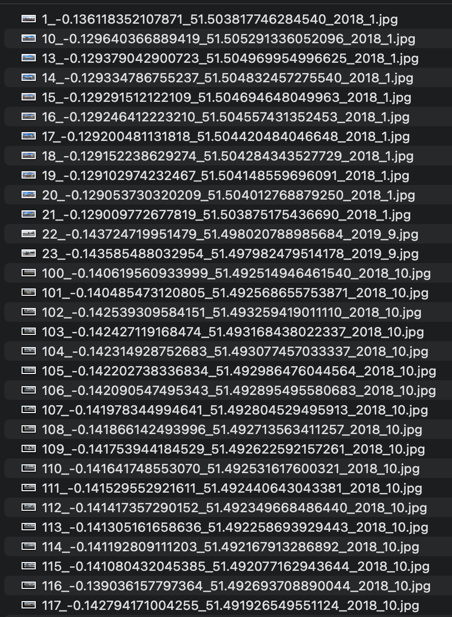 1_-0.136118352107871_51.503817746284540_2018_1.jpg
10_-0.129640366889419_51.505291336052096_2018_1.jpg
13_-0.129379042900723_51.504969954996625_2018_1.jpg
14_-0.129334786755237_51.504832457275540_2018_1.jpg
15_-0.129291512122109_51.504694648049963_2018_1.jpg
16_-0.129246412223210_51.504557431352453_2018_1.jpg
17_-0.129200481131818_51.504420484046648_2018_1.jpg
18_-0.129152238629274_51.504284343527729_2018_1.jpg
19_-0.129102974232467_51.504148559696091_2018_1.jpg
20_-0.129053730320209_51.504012768879250_2018_1.jpg
21_-0.129009772677819_51.503875175436690_2018_1.jpg
22_-0.143724719951479_51.498020788985684_2019_9.jpg
23_-0.143585488032954_51.497982479514178_2019_9.jpg
100_-0.140619560933999_51.492514946461540_2018_10.jpg
101_-0.140485473120805_51.492568655753871_2018_10.jpg
102_-0.142539309584151_51.493259419011110_2018_10.jpg
103_-0.142427119168474_51.493168438022337_2018_10.jpg
104_-0.142314928752683_51.493077457033337_2018_10.jpg
105_-0.142202738336834_51.492986476044564_2018_10.jpg
106_-0.142090547495343_51.492895495580683_2018_10.jpg
107_-0.141978344994641_51.492804529495913_2018_10.jpg
108_-0.141866142493996_51.492713563411257_2018_10.jpg
109_-0.141753944184529_51.492622592157261_2018_10.jpg
110_-0.141641748553070_51.492531617600321_2018_10.jpg
111_-0.141529552921611_51.492440643043381_2018_10.jpg
112_-0.141417357290152_51.492349668486440_2018_10.jpg
113_-0.141305161658636_51.492258693929443_2018_10.jpg
114_-0.141192809111203_51.492167913286892_2018_10.jpg
115_-0.141080432045385_51.492077162943644_2018_10.jpg
116_-0.139036157797364_51.492693708890044_2018_10.jpg
117_-0.142794171004255_51.491926549551124_2018_10.jpg